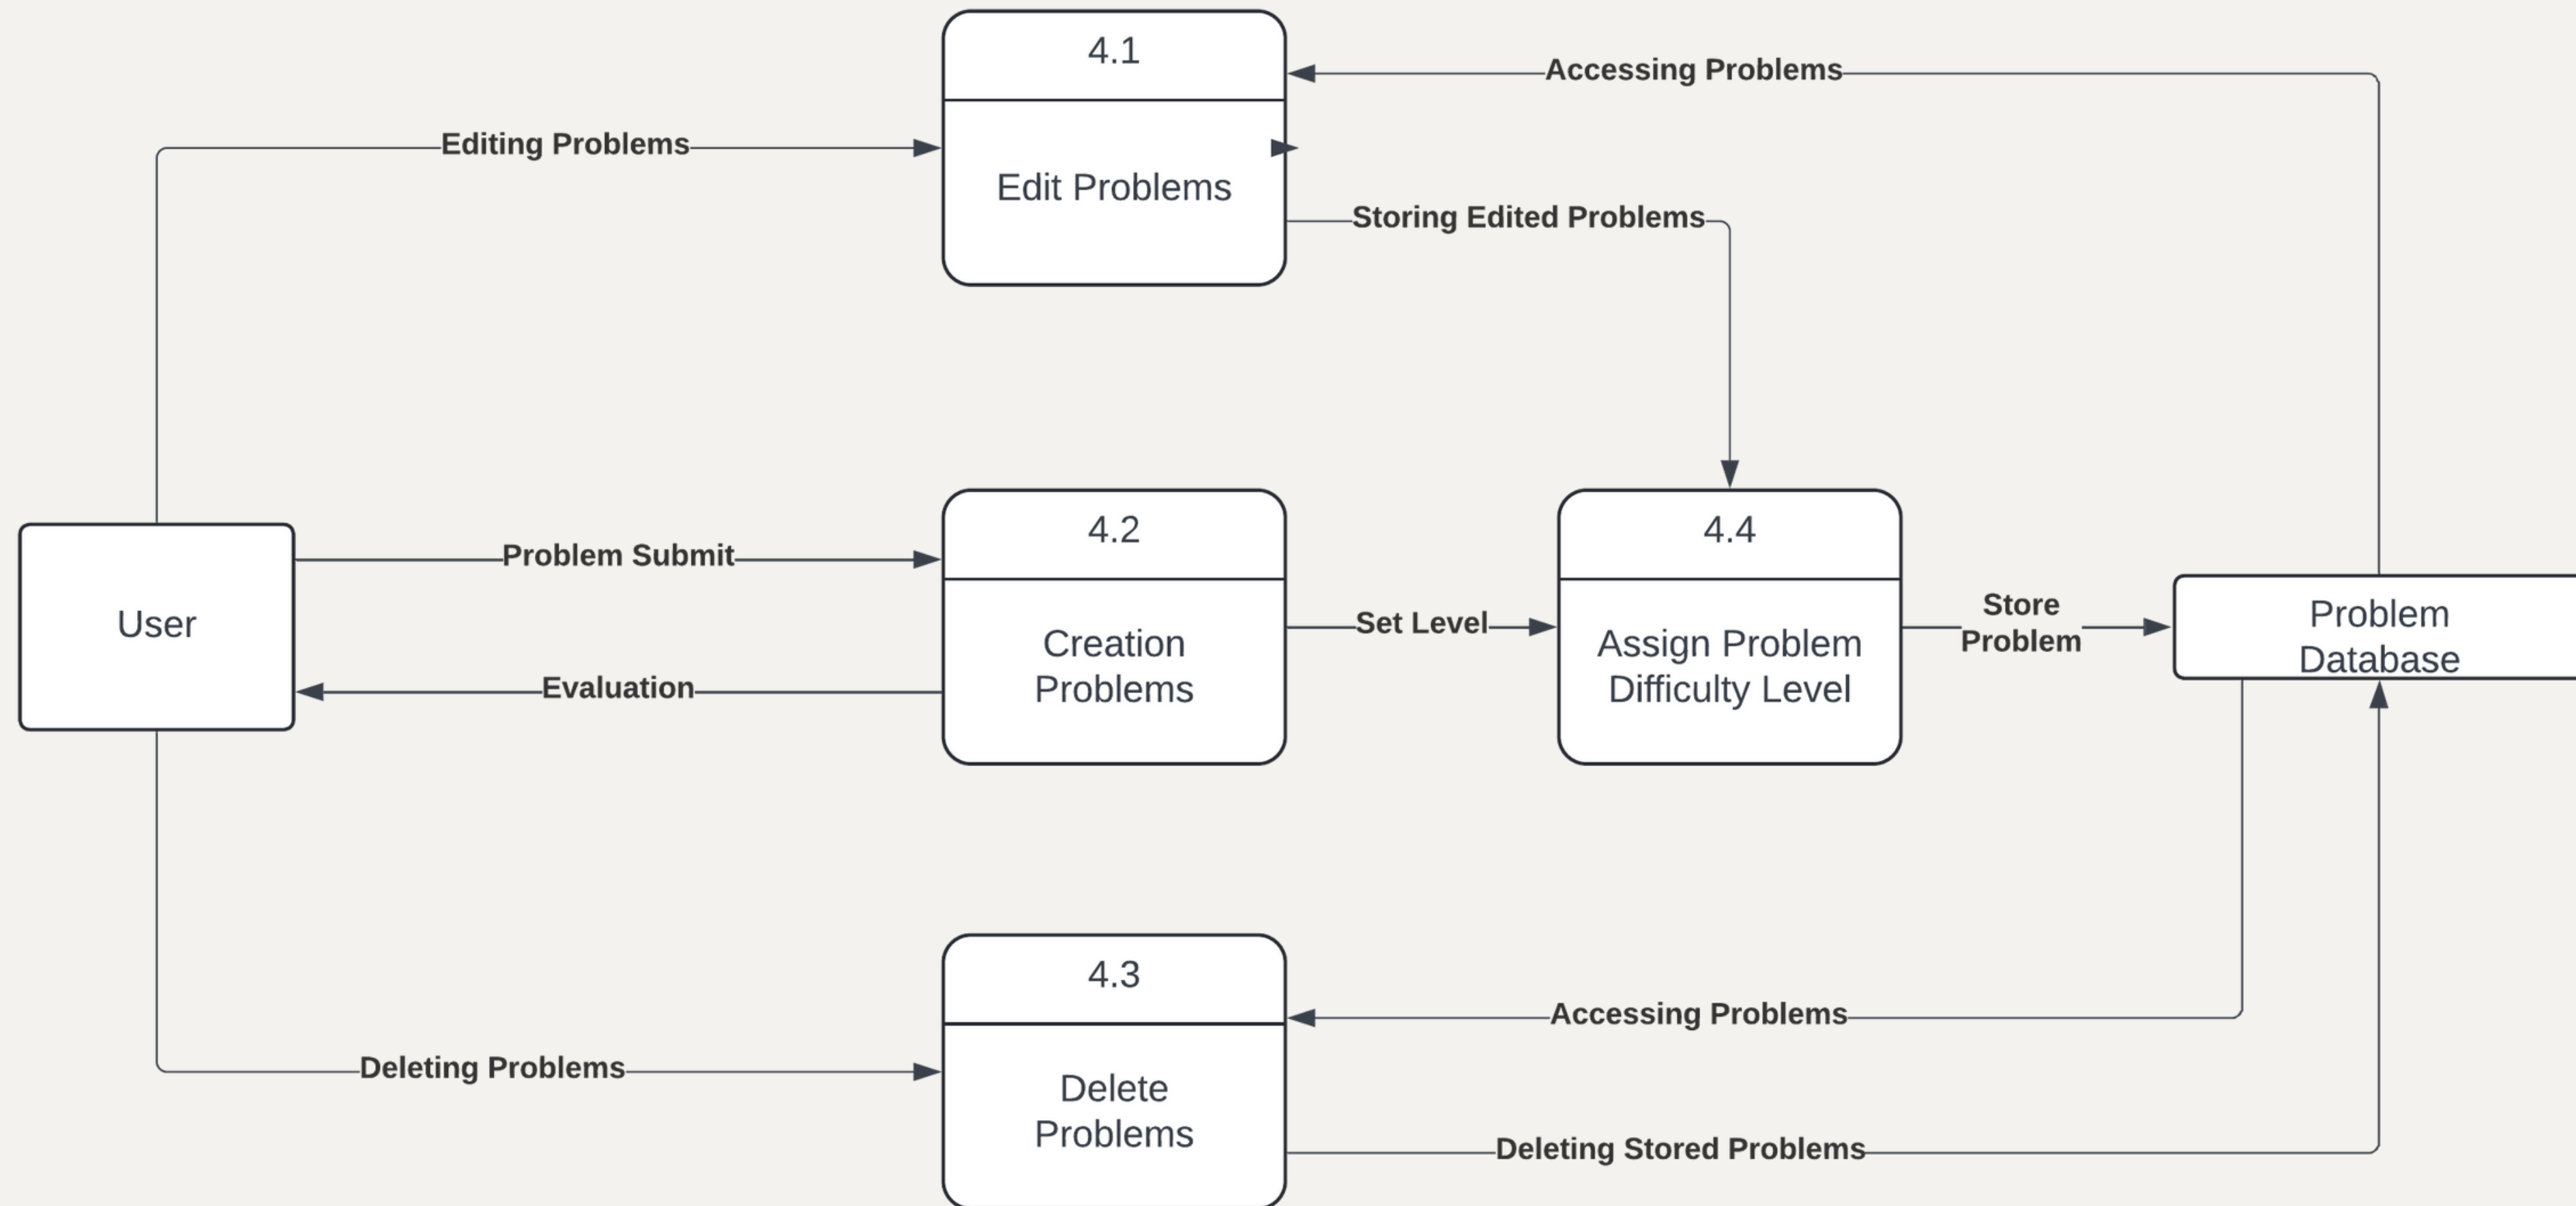 4.1
Accessing Problems
Editing Problems
Edit Problems
Storing Edited Problems
4.2
4.4
Problem Submit
User
Creation
Problems
Set Level
Assign Problem
Difficulty Level
Store
Problem
Problem
Database
Evaluation
4.3
Accessing Problems
Deleting Problems
Delete
Problems
Deleting Stored Problems